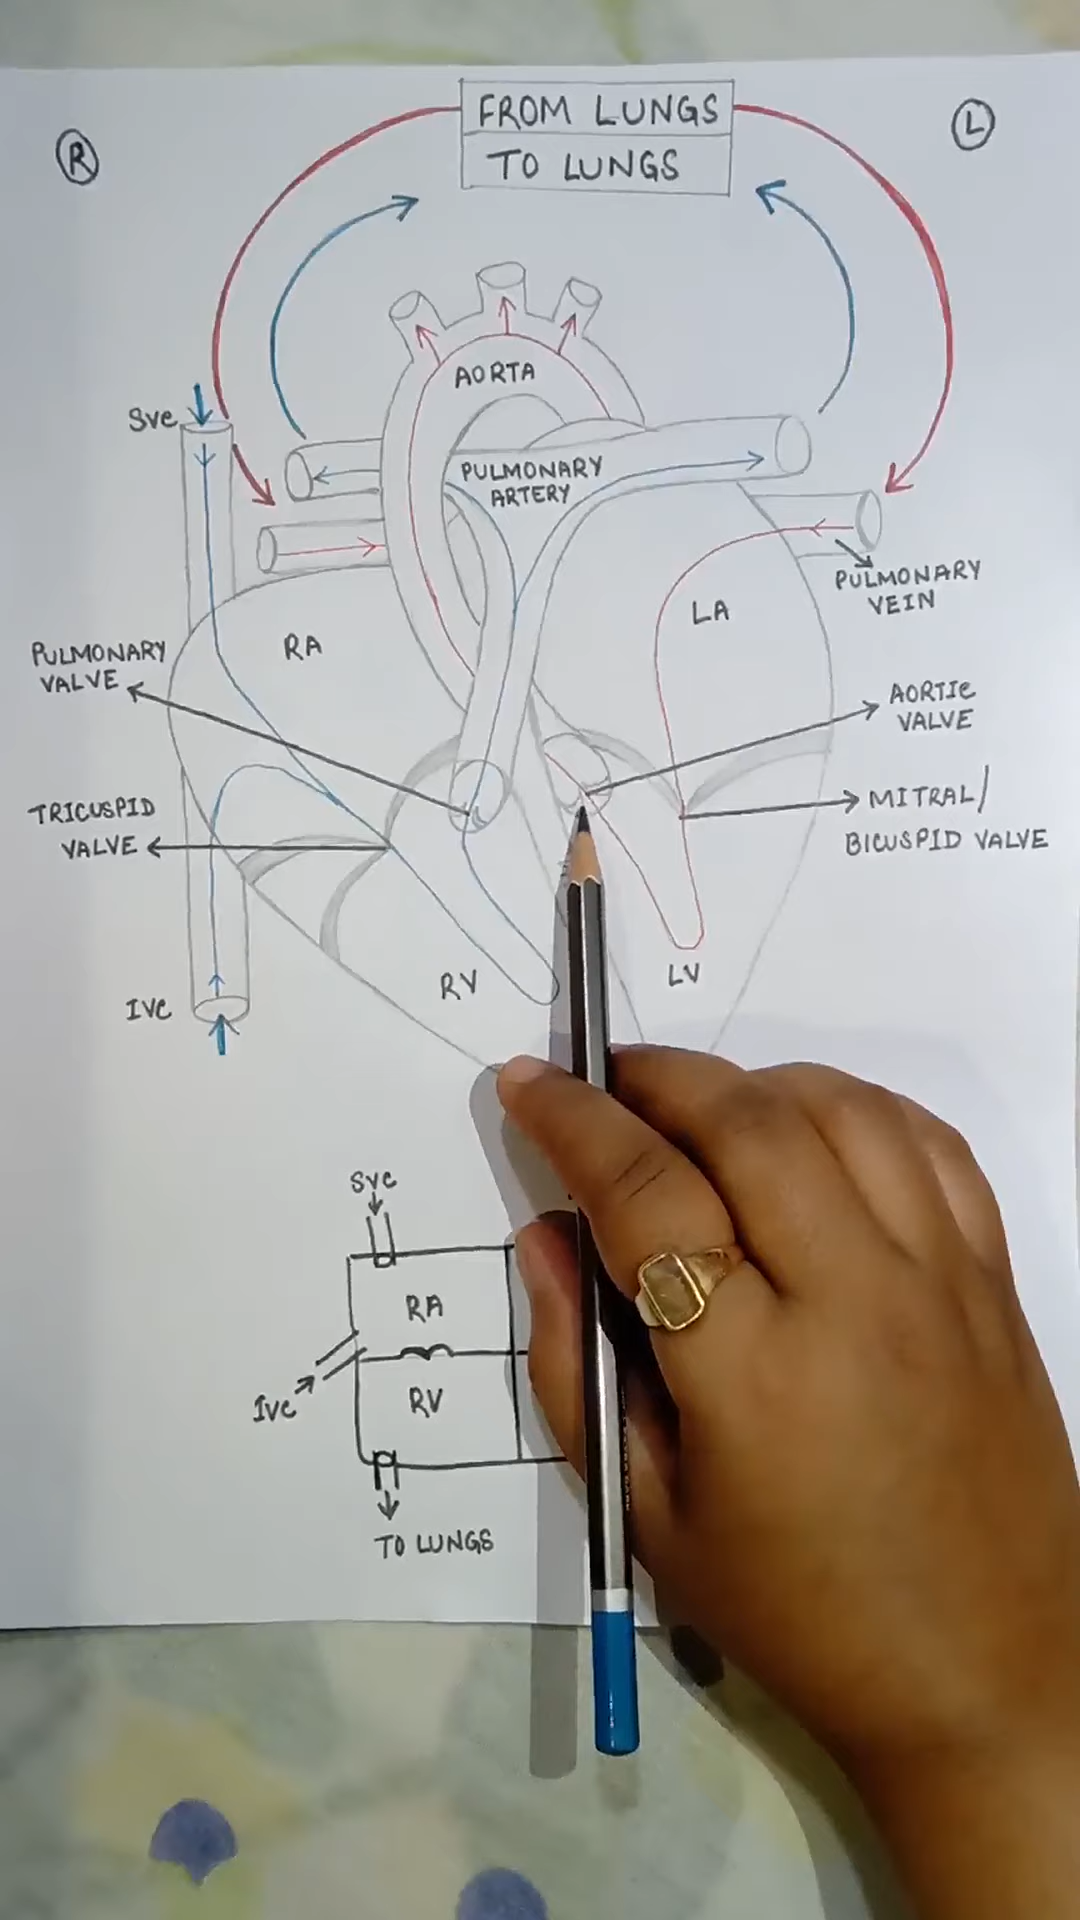 FROM LUNGS
TO LUNGS
R
L
AORTA
SVC
PULMONARY
ARTERY
PULMONARY
VEIN
RA
LA
PULMONARY
VALVE
AORTIC
VALVE
TRICUSPID
VALVE
MITRAL/
BICUSPID VALVE
RV
LV
IVC
SVC
RA
IVC
RV
TO LUNGS